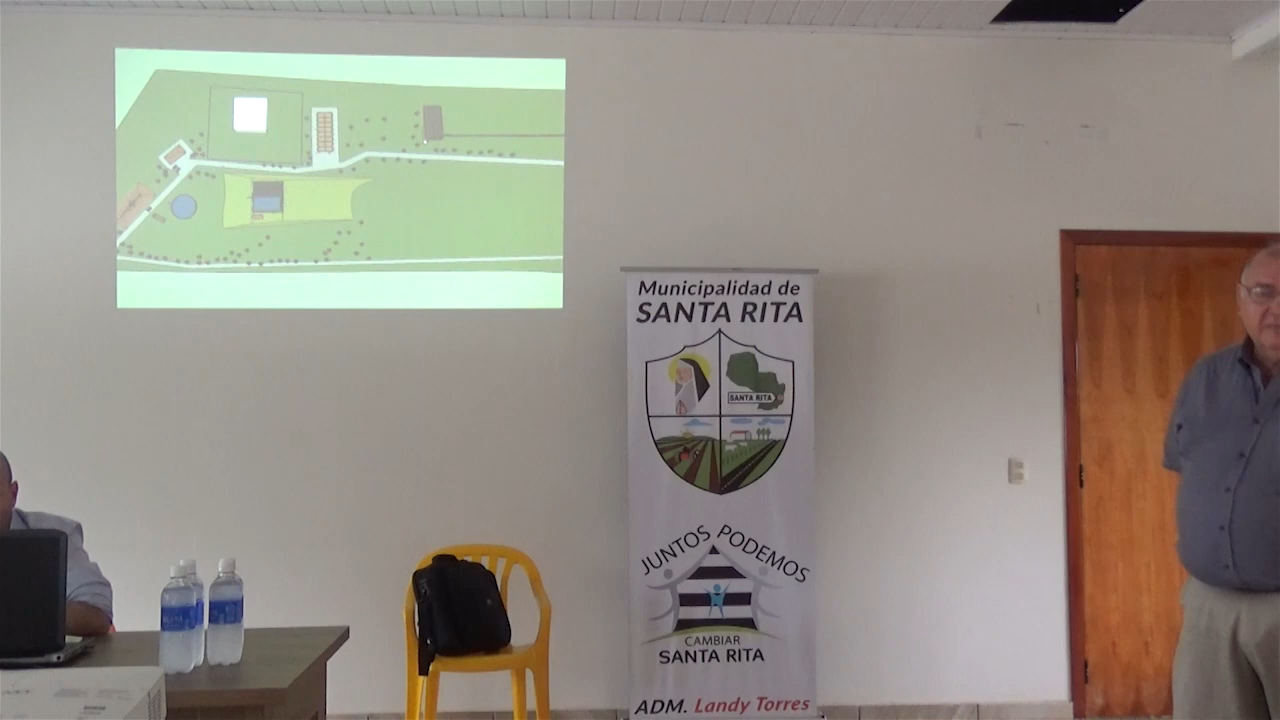 Municipalidad de
SANTA RITA
SANTA RITA
JUNTOS PODEMOS
CAMBIAR
SANTA RITA
ADM. Landy Torres